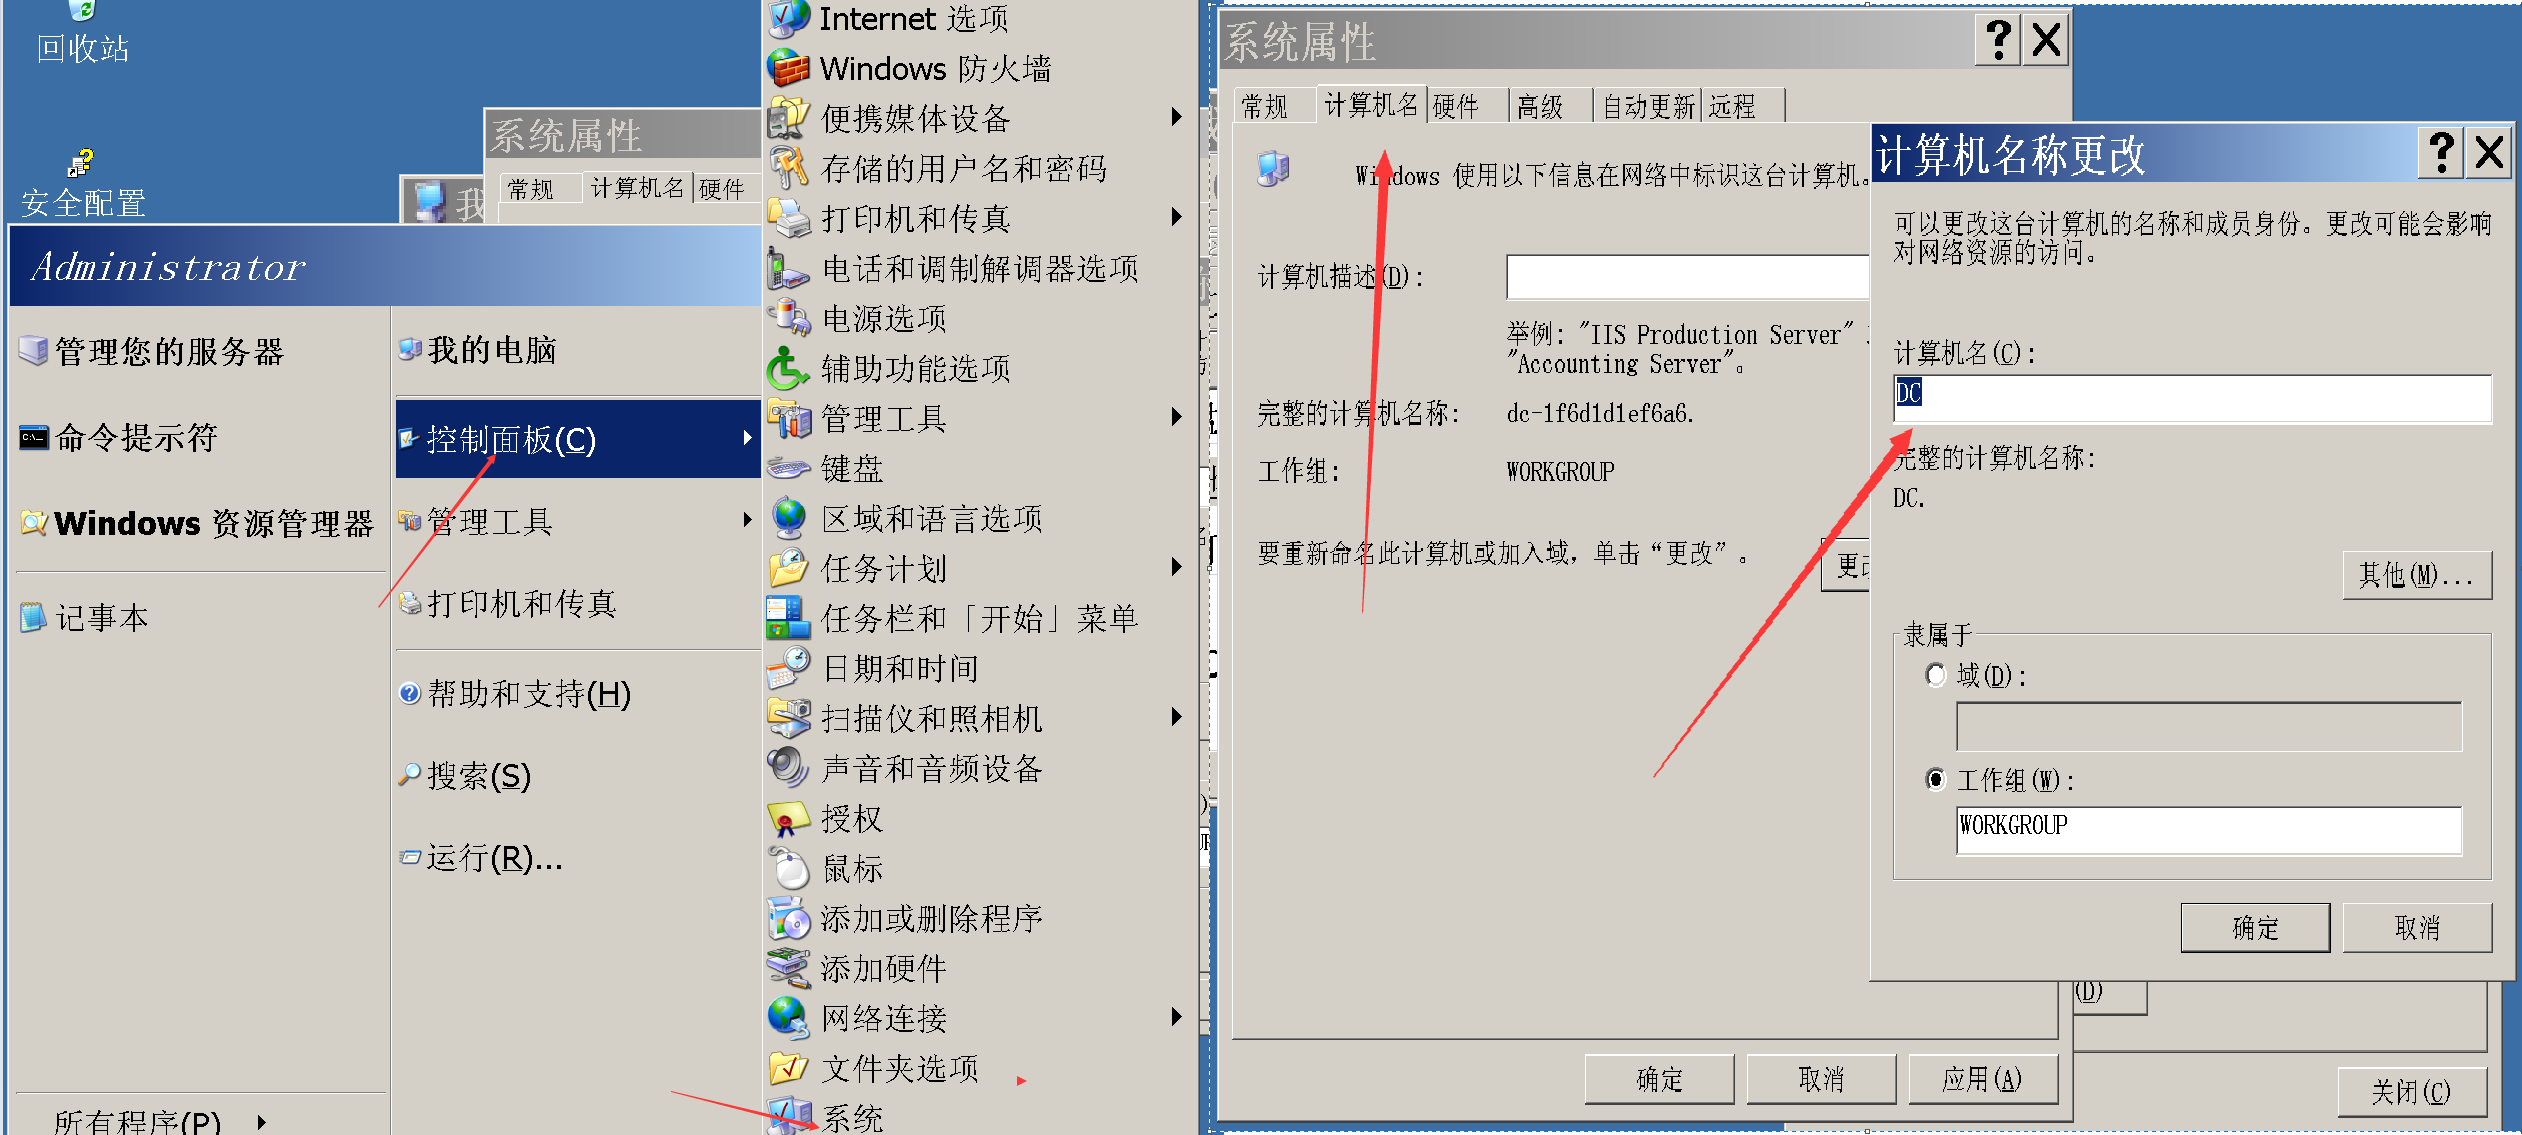 回收站
安全配置
系统属性
常规
计算机名
硬件
我
Administrator
管理您的服务器
命令提示符
Windows 资源管理器
记事本
所有程序(P)
我的电脑
控制面板(C)
管理工具
打印机和传真
帮助和支持(H)
搜索(S)
运行(R)...
Internet 选项
Windows 防火墙
便携媒体设备
存储的用户名和密码
打印机和传真
电话和调制解调器选项
电源选项
辅助功能选项
管理工具
键盘
区域和语言选项
任务计划
任务栏和「开始」菜单
日期和时间
扫描仪和照相机
声音和音频设备
授权
鼠标
添加或删除程序
添加硬件
网络连接
文件夹选项
系统
系统属性
常规
计算机名
硬件
高级
自动更新
远程
Windows 使用以下信息在网络中标识这台计算机。
计算机描述(D):
举例: "IIS Production Server"
"Accounting Server"。
完整的计算机名称: dc-1f6d1d1ef6a6.
工作组: WORKGROUP
要重新命名此计算机或加入域，单击“更改”。
更改
确定
取消
应用(A)
计算机名称更改
可以更改这台计算机的名称和成员身份。更改可能会影响
对网络资源的访问。
计算机名(C):
DC
完整的计算机名称:
DC.
其他(M)...
隶属于
域(D):
工作组(W):
WORKGROUP
确定
取消
(D)
关闭(C)